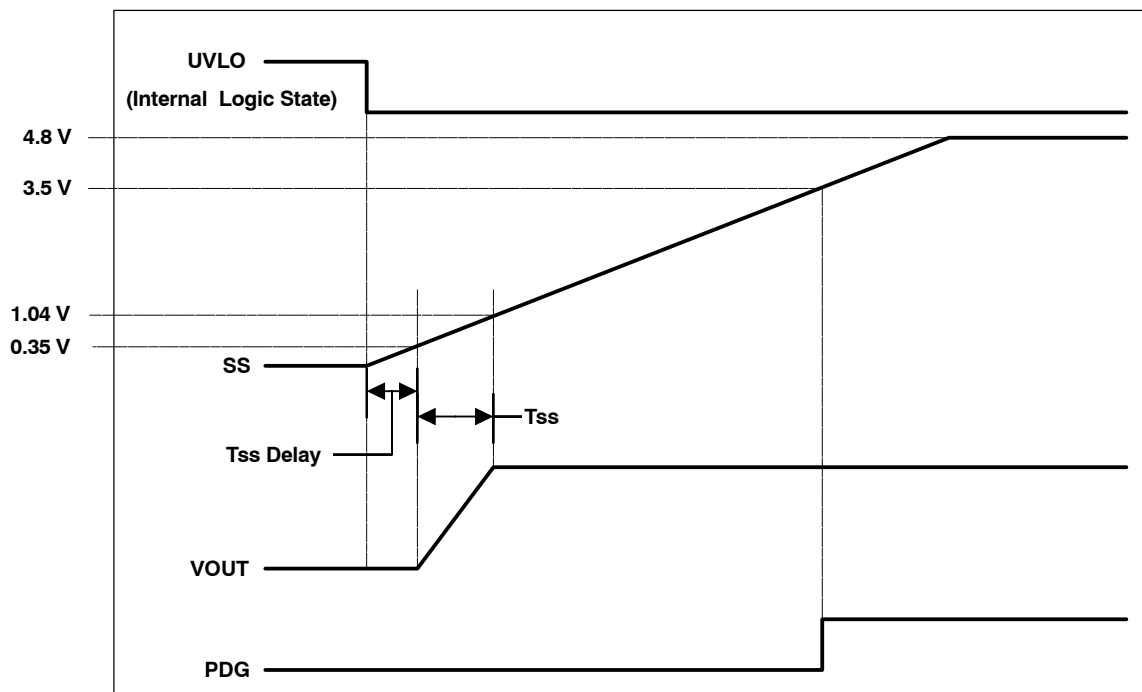 UVLO
(Internal Logic State)
4.8 V
3.5 V
1.04 V
0.35 V
SS
Tss
Tss Delay
VOUT
PDG